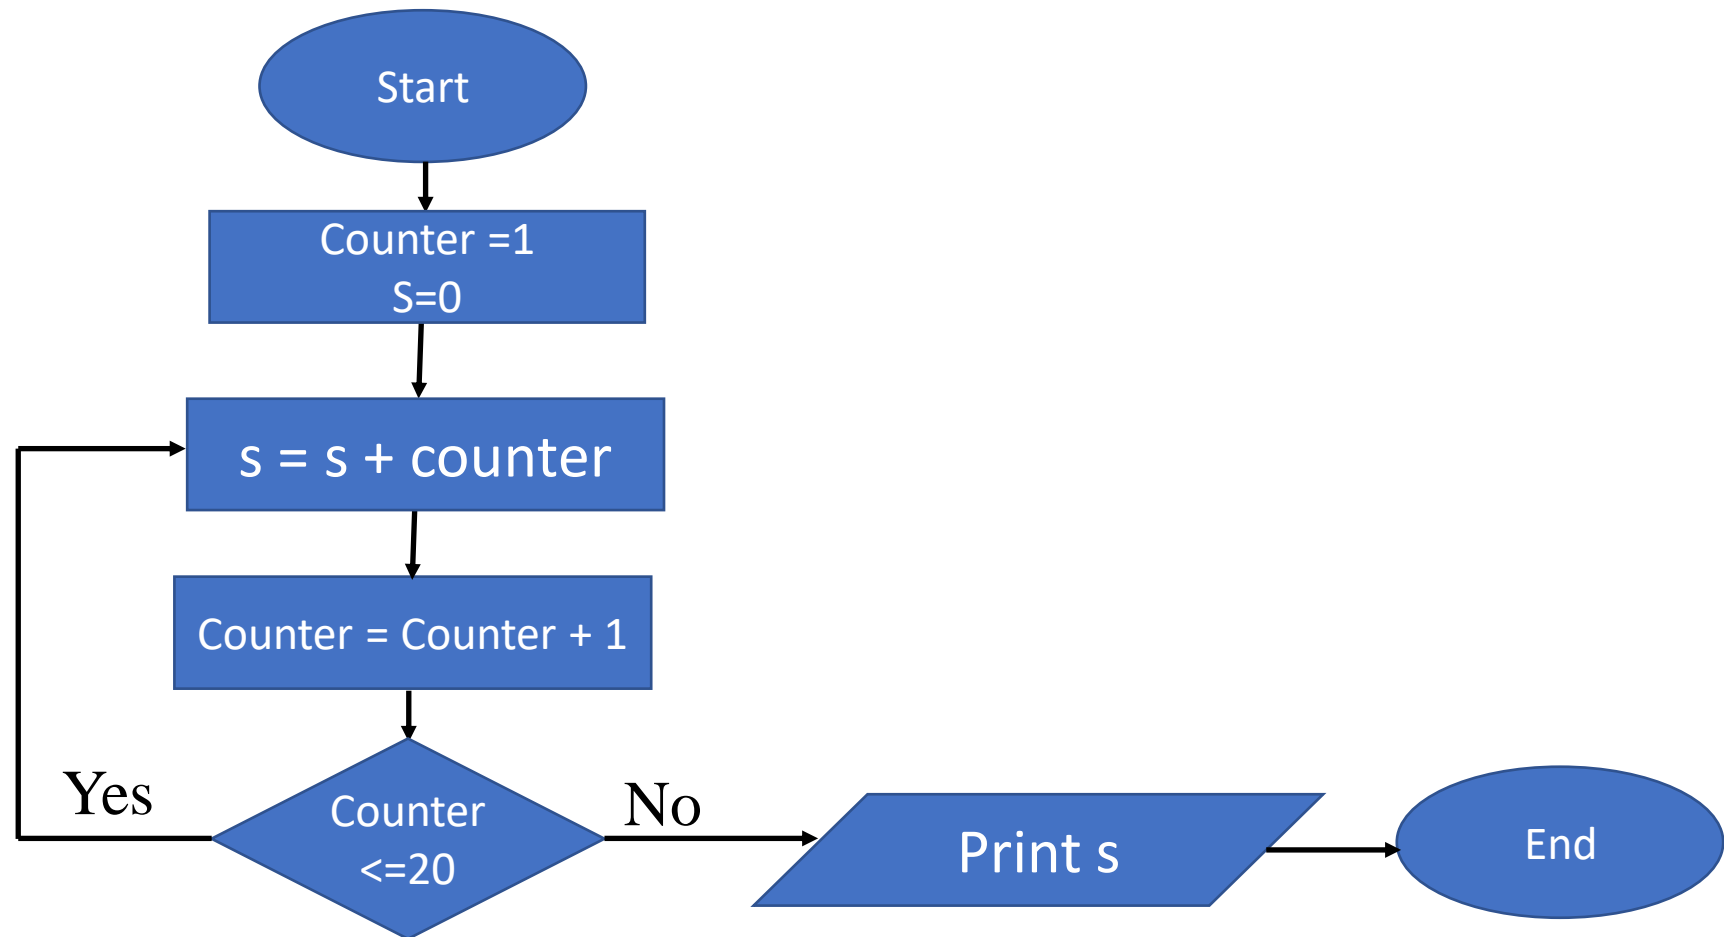 Start
Counter =1
S=0
s = s + counter
Counter = Counter + 1
Yes
Counter
<=20
No
Print s
End